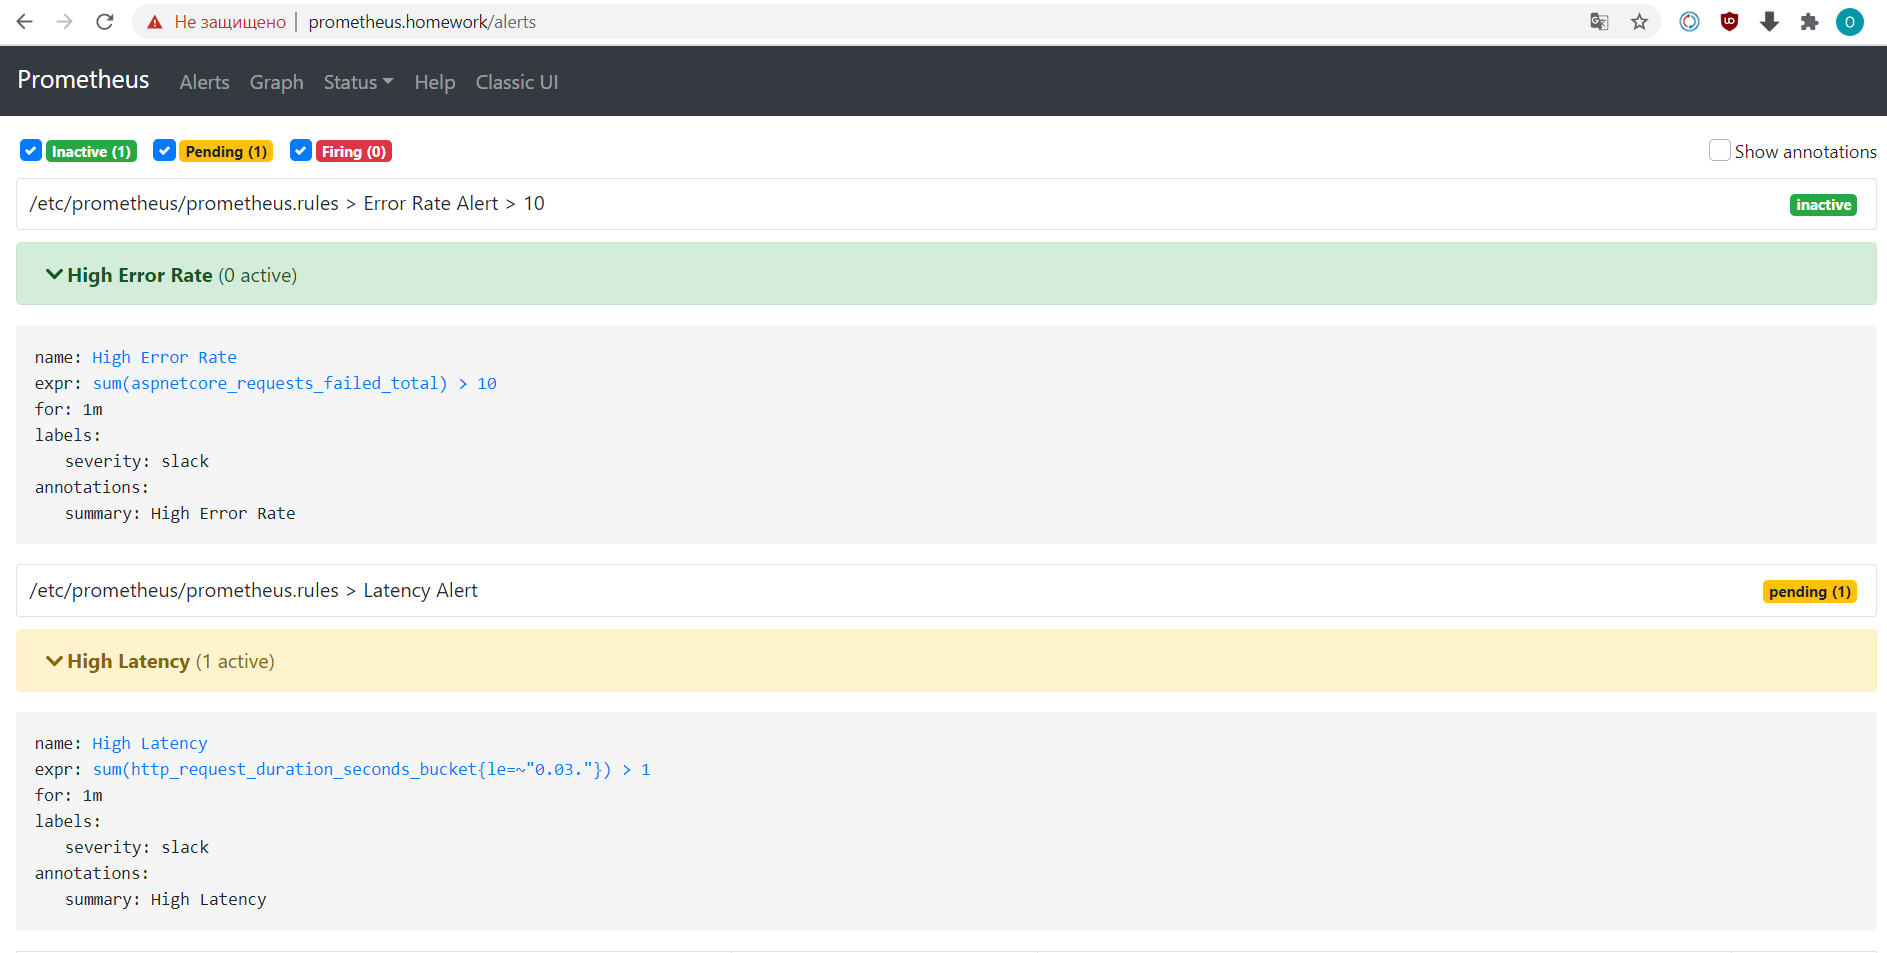 Не защищено | prometheus.homework/alerts
O
Prometheus Alerts Graph Status Help Classic UI
Inactive (1) Pending (1) Firing (0) Show annotations
/etc/prometheus/prometheus.rules > Error Rate Alert > 10 inactive
High Error Rate (0 active)
name: High Error Rate
expr: sum(aspnetcore_requests_failed_total) > 10
for: 1m
labels:
severity: slack
annotations:
summary: High Error Rate
/etc/prometheus/prometheus.rules > Latency Alert pending (1)
High Latency (1 active)
name: High Latency
expr: sum(http_request_duration_seconds_bucket{le=~"0.03."}) > 1
for: 1m
labels:
severity: slack
annotations:
summary: High Latency